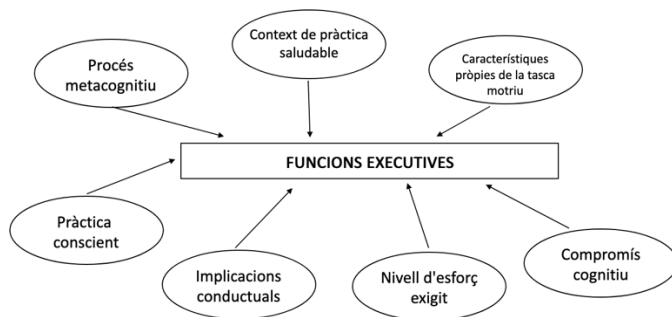 Context de pràctica
saludable
Procés
metacognitiu
Característiques
pròpies de la tasca
motriu
FUNCIONS EXECUTIVES
Pràctica
conscient
Implicacions
conductuals
Nivell d'esforç
exigit
Compromís
cognitiu